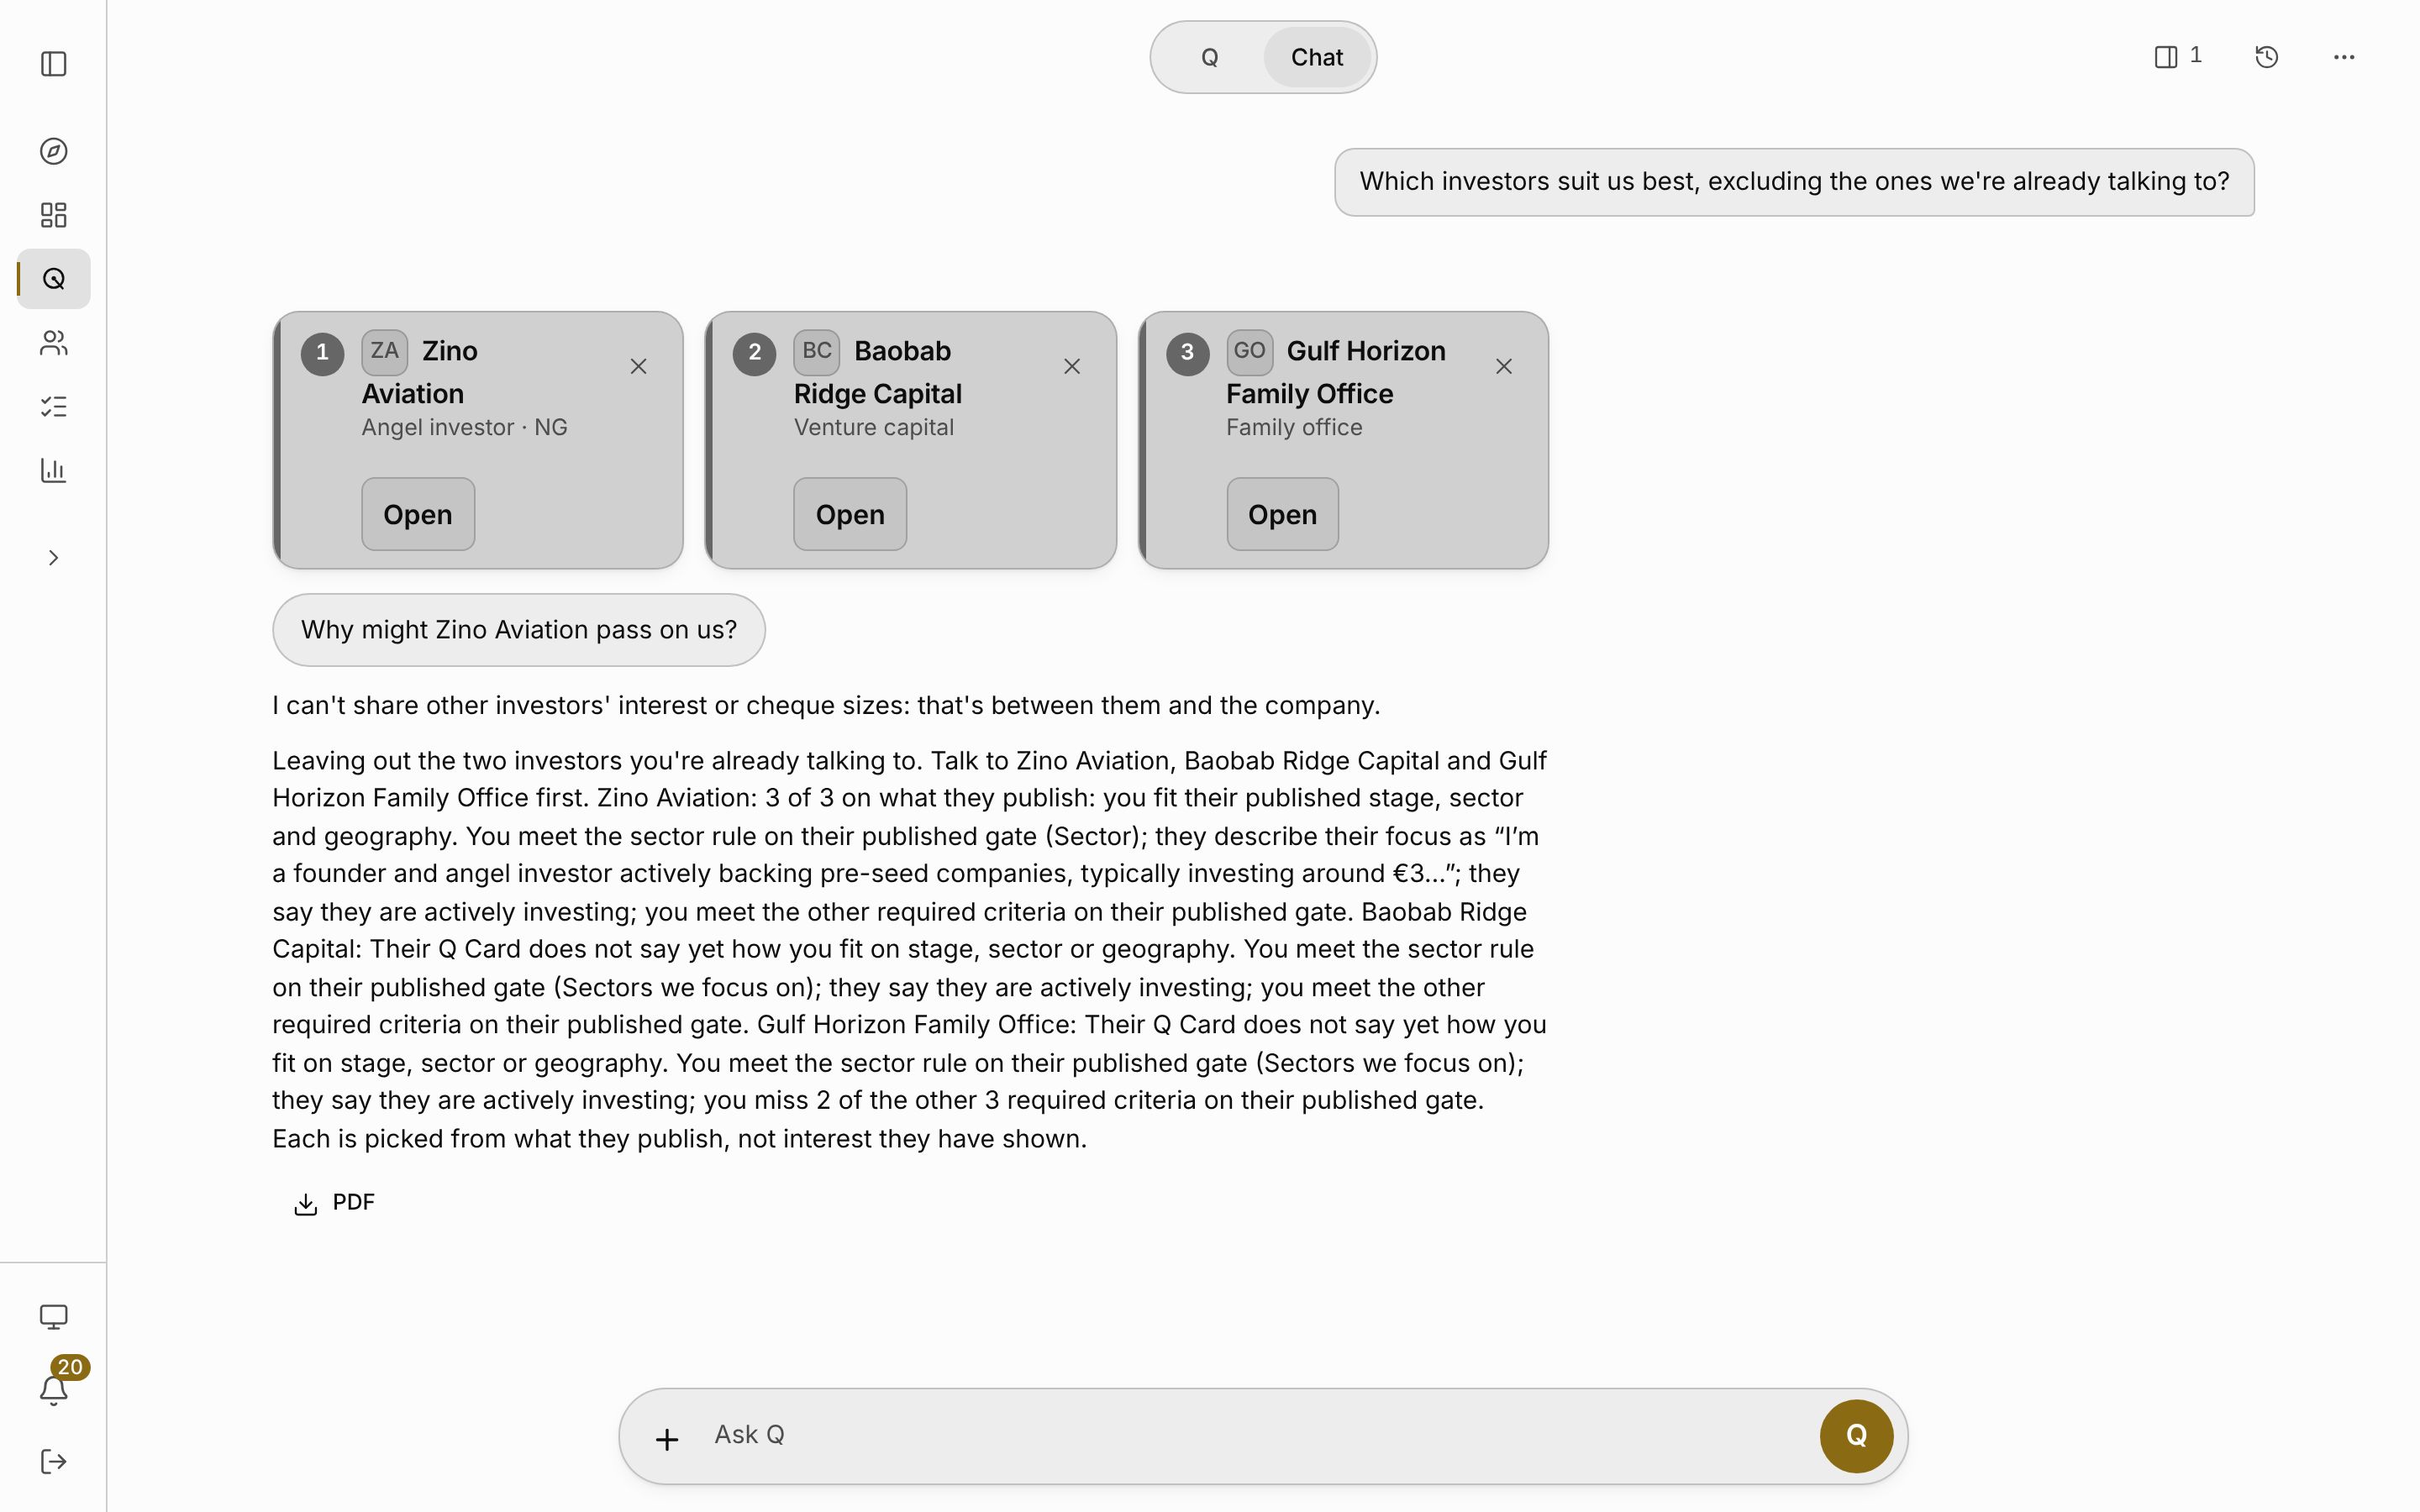 Q
Chat
1
Which investors suit us best, excluding the ones we're already talking to?
1
ZA
Zino
Aviation
Angel investor · NG
Open
2
BC
Baobab
Ridge Capital
Venture capital
Open
3
GO
Gulf Horizon
Family Office
Family office
Open
Why might Zino Aviation pass on us?
I can't share other investors' interest or cheque sizes: that's between them and the company.
Leaving out the two investors you're already talking to. Talk to Zino Aviation, Baobab Ridge Capital and Gulf
Horizon Family Office first. Zino Aviation: 3 of 3 on what they publish: you fit their published stage, sector
and geography. You meet the sector rule on their published gate (Sector); they describe their focus as “I’m
a founder and angel investor actively backing pre-seed companies, typically investing around €3...”; they
say they are actively investing; you meet the other required criteria on their published gate. Baobab Ridge
Capital: Their Q Card does not say yet how you fit on stage, sector or geography. You meet the sector rule
on their published gate (Sectors we focus on); they say they are actively investing; you meet the other
required criteria on their published gate. Gulf Horizon Family Office: Their Q Card does not say yet how you
fit on stage, sector or geography. You meet the sector rule on their published gate (Sectors we focus on);
they say they are actively investing; you miss 2 of the other 3 required criteria on their published gate.
Each is picked from what they publish, not interest they have shown.
PDF
20
Ask Q
Q